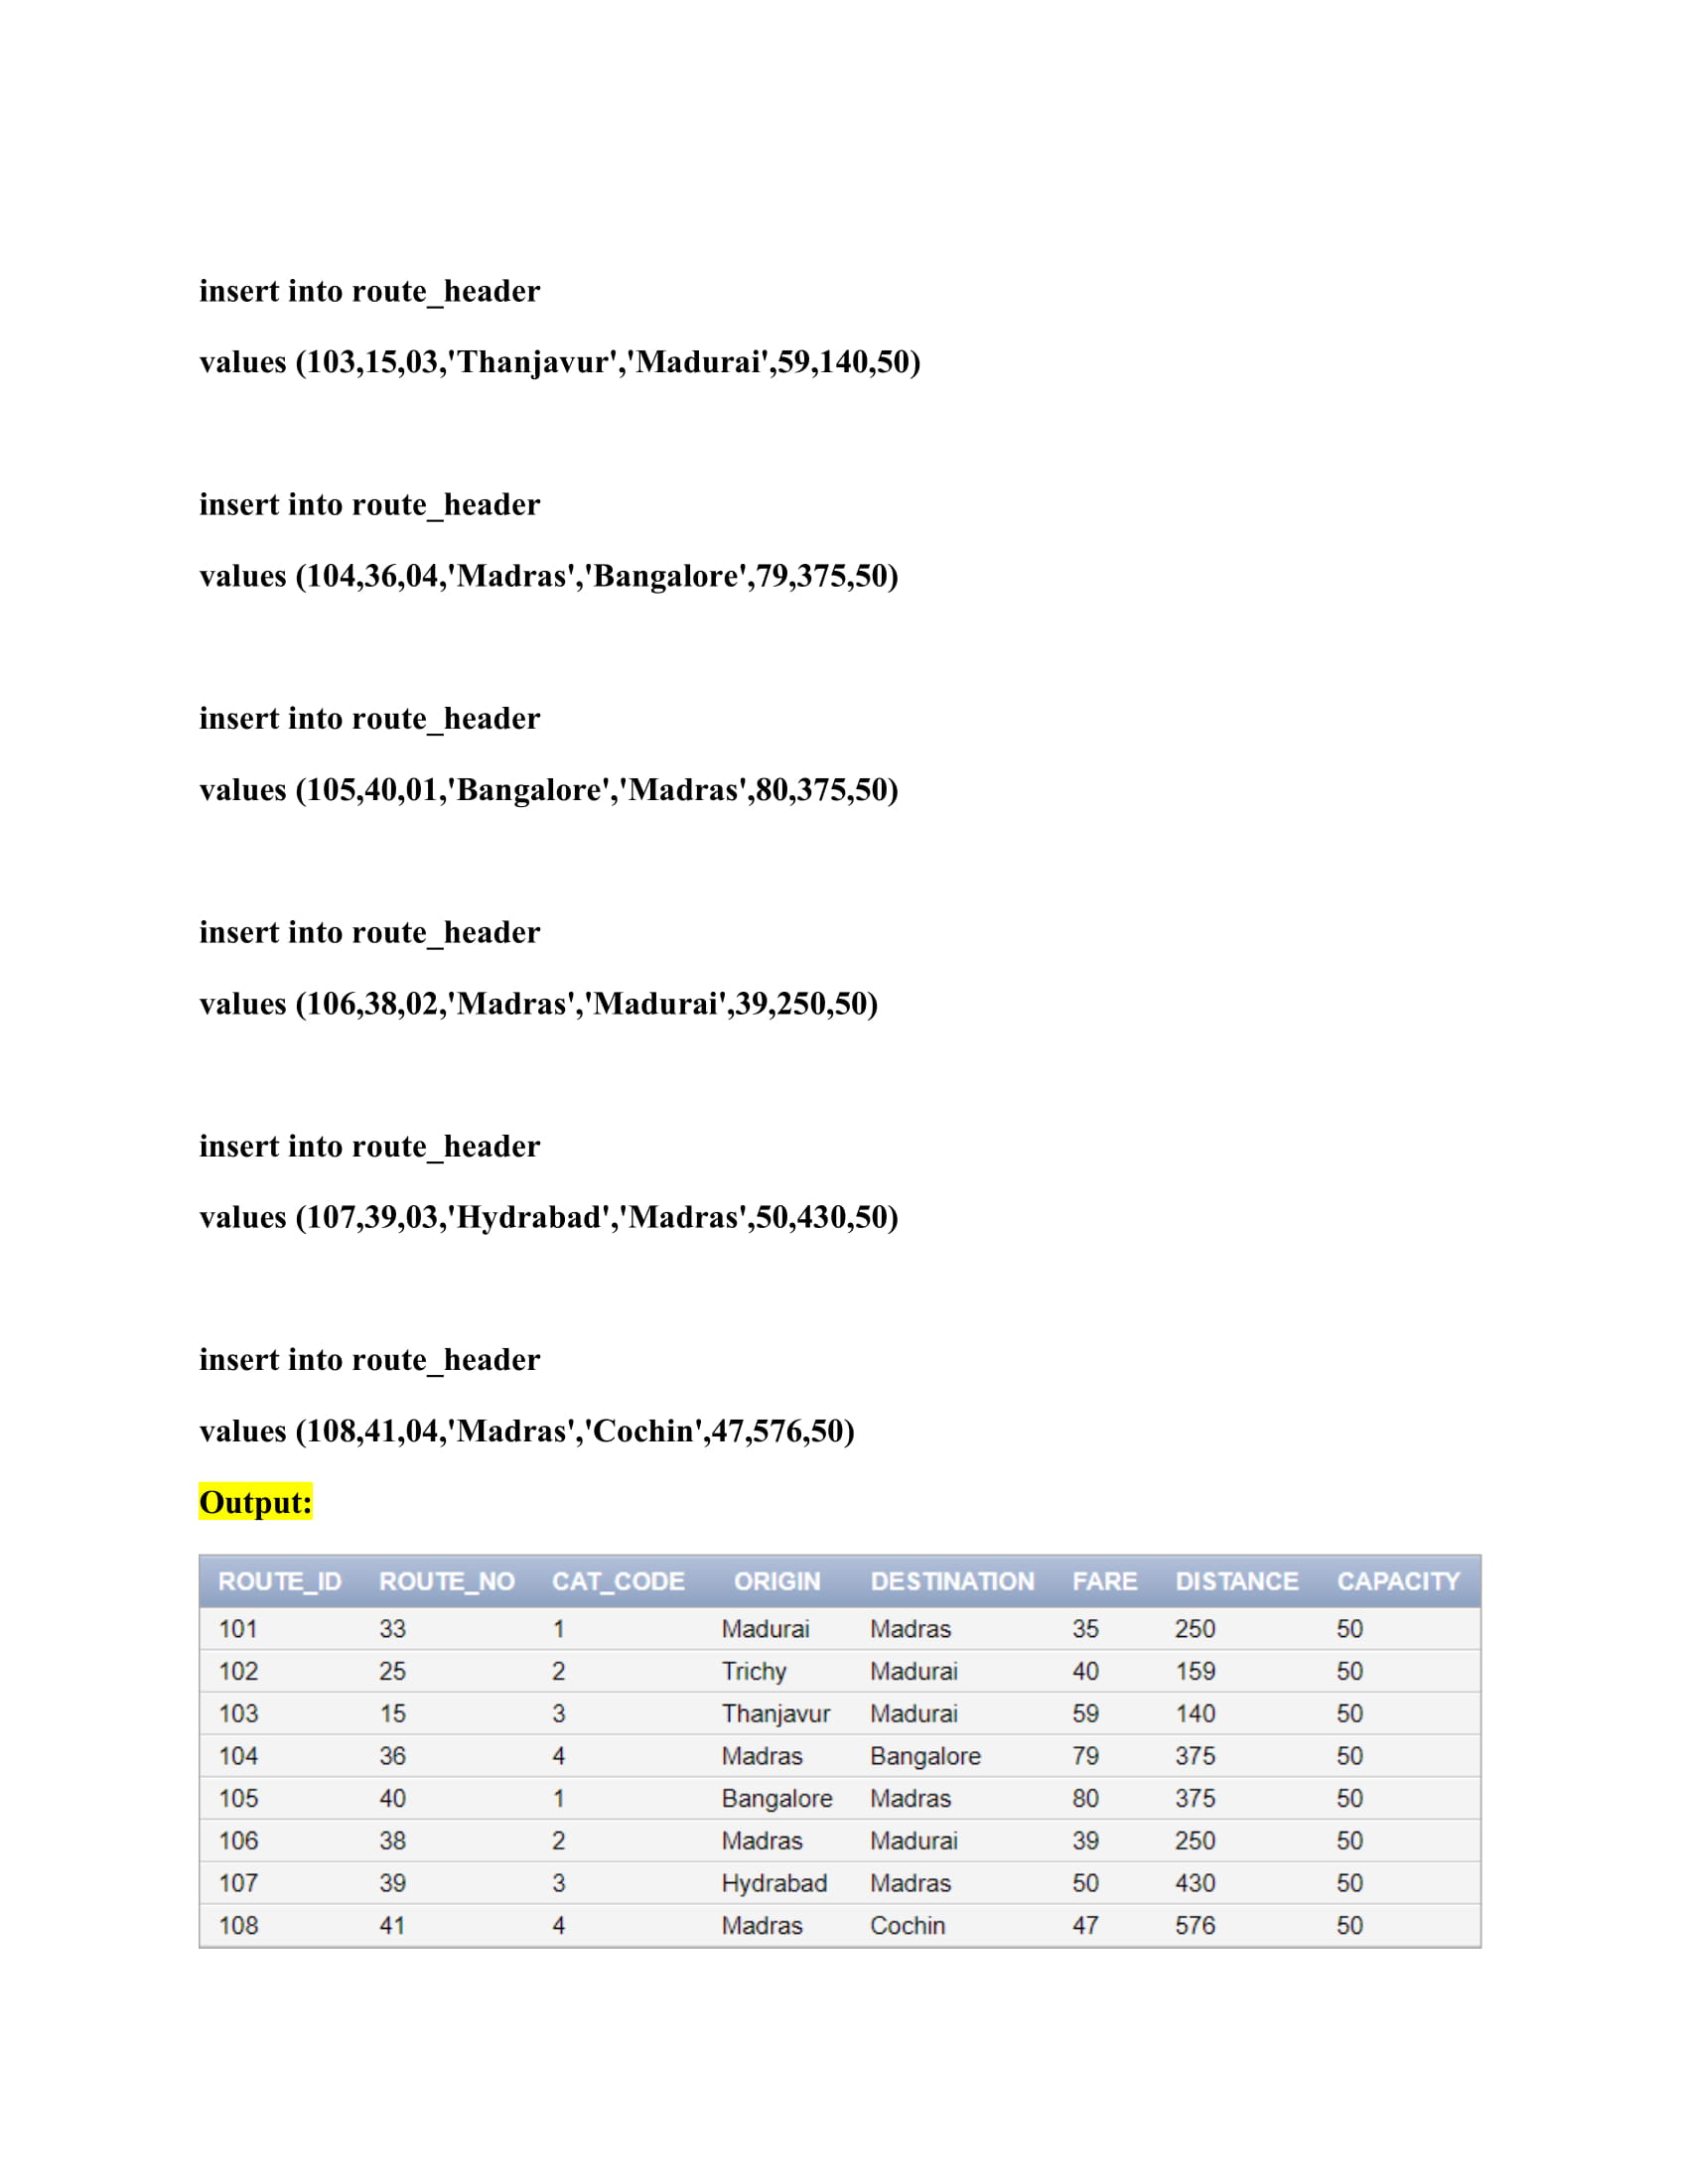 insert into route_header
values (103,15,03,'Thanjavur','Madurai',59,140,50)
insert into route_header
values (104,36,04,'Madras','Bangalore',79,375,50)
insert into route_header
values (105,40,01,'Bangalore','Madras',80,375,50)
insert into route_header
values (106,38,02,'Madras','Madurai',39,250,50)
insert into route_header
values (107,39,03,'Hydrabad','Madras',50,430,50)
insert into route_header
values (108,41,04,'Madras','Cochin',47,576,50)
Output:
ROUTE_ID ROUTE_NO CAT_CODE ORIGIN DESTINATION FARE DISTANCE CAPACITY
101 33 1 Madurai Madras 35 250 50
102 25 2 Trichy Madurai 40 159 50
103 15 3 Thanjavur Madurai 59 140 50
104 36 4 Madras Bangalore 79 375 50
105 40 1 Bangalore Madras 80 375 50
106 38 2 Madras Madurai 39 250 50
107 39 3 Hydrabad Madras 50 430 50
108 41 4 Madras Cochin 47 576 50